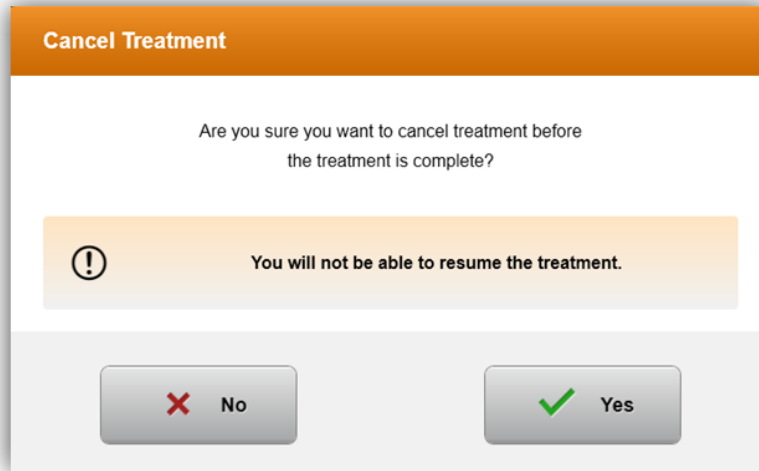 Cancel Treatment
Are you sure you want to cancel treatment before
the treatment is complete?
You will not be able to resume the treatment.
No
Yes